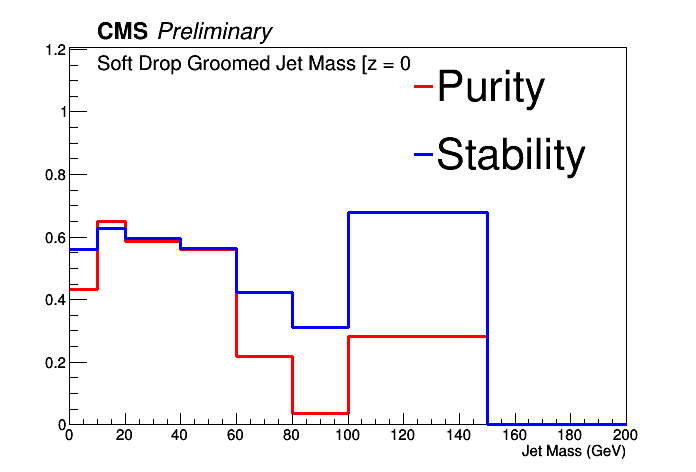 CMS Preliminary
Soft Drop Groomed Jet Mass [z = 0
Purity
Stability
1.2
1
0.8
0.6
0.4
0.2
0
0 20 40 60 80 100 120 140 160 180 200
Jet Mass (GeV)